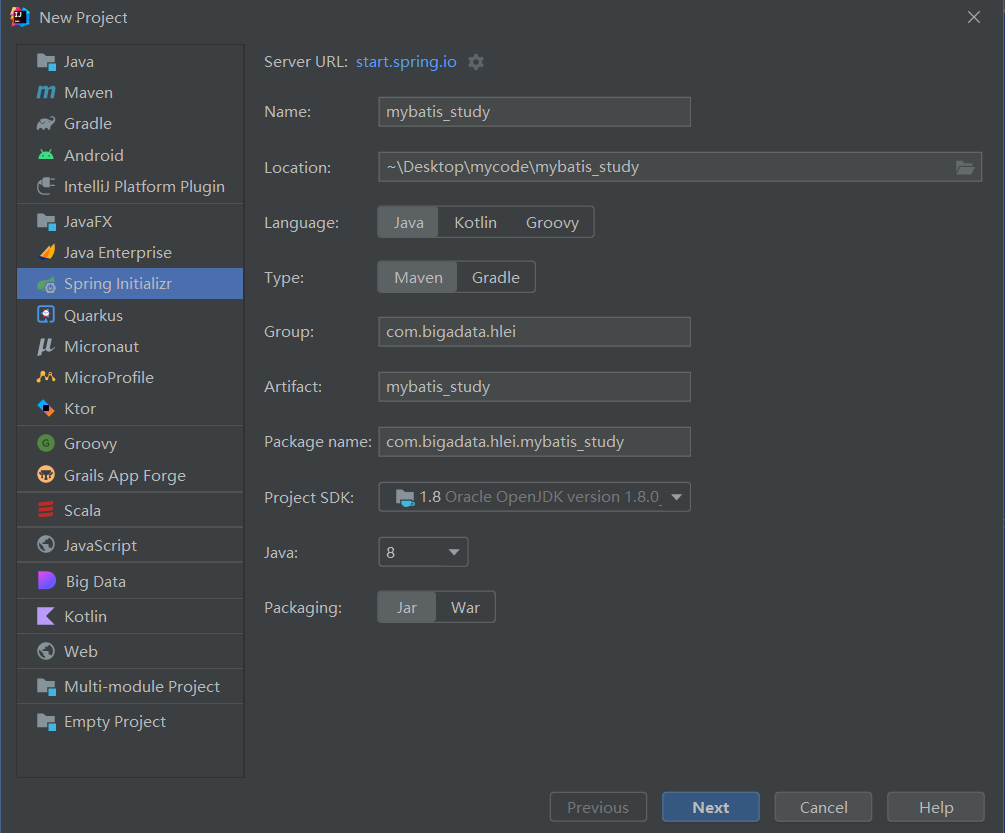 New Project
Java
Maven
Gradle
Android
IntelliJ Platform Plugin
JavaFX
Java Enterprise
Spring Initializr
Quarkus
Micronaut
MicroProfile
Ktor
Groovy
Grails App Forge
Scala
JavaScript
Big Data
Kotlin
Web
Multi-module Project
Empty Project
Server URL: start.spring.io
Name: mybatis_study
Location: ~\Desktop\mycode\mybatis_study
Language: Java Kotlin Groovy
Type: Maven Gradle
Group: com.bigadata.hlei
Artifact: mybatis_study
Package name: com.bigadata.hlei.mybatis_study
Project SDK: 1.8 Oracle OpenJDK version 1.8.0_
Java: 8
Packaging: Jar War
Previous Next Cancel Help